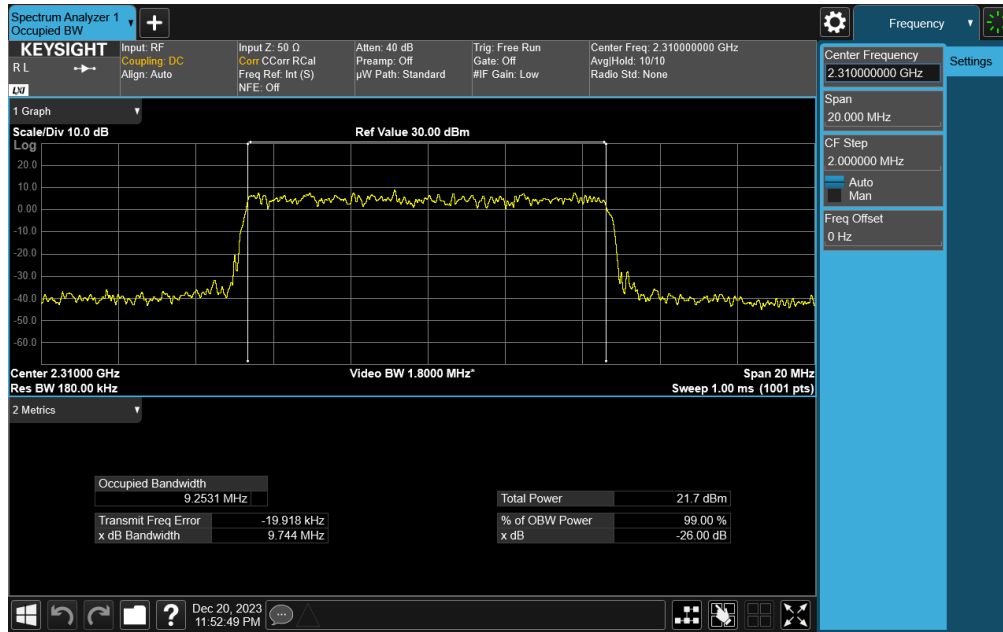 Spectrum Analyzer 1
Occupied BW
Frequency
KEYSIGHT
R L
LXI
Input: RF
Coupling: DC
Align: Auto
Input Z: 50 Ω
Corr CCorr RCal
Freq Ref: Int (S)
NFE: Off
Atten: 40 dB
Preamp: Off
µW Path: Standard
Trig: Free Run
Gate: Off
#IF Gain: Low
Center Freq: 2.310000000 GHz
Avg|Hold: 10/10
Radio Std: None
Center Frequency
2.310000000 GHz
Settings
Span
20.000 MHz
CF Step
2.000000 MHz
Auto
Man
Freq Offset
0 Hz
1 Graph
Scale/Div 10.0 dB
Ref Value 30.00 dBm
Log
20.0
10.0
0.00
-10.0
-20.0
-30.0
-40.0
-50.0
-60.0
Center 2.31000 GHz
Video BW 1.8000 MHz*
Span 20 MHz
Res BW 180.00 kHz
Sweep 1.00 ms (1001 pts)
2 Metrics
Occupied Bandwidth
9.2531 MHz
Total Power 21.7 dBm
Transmit Freq Error -19.918 kHz
% of OBW Power 99.00 %
x dB Bandwidth 9.744 MHz
x dB -26.00 dB
Dec 20, 2023
11:52:49 PM